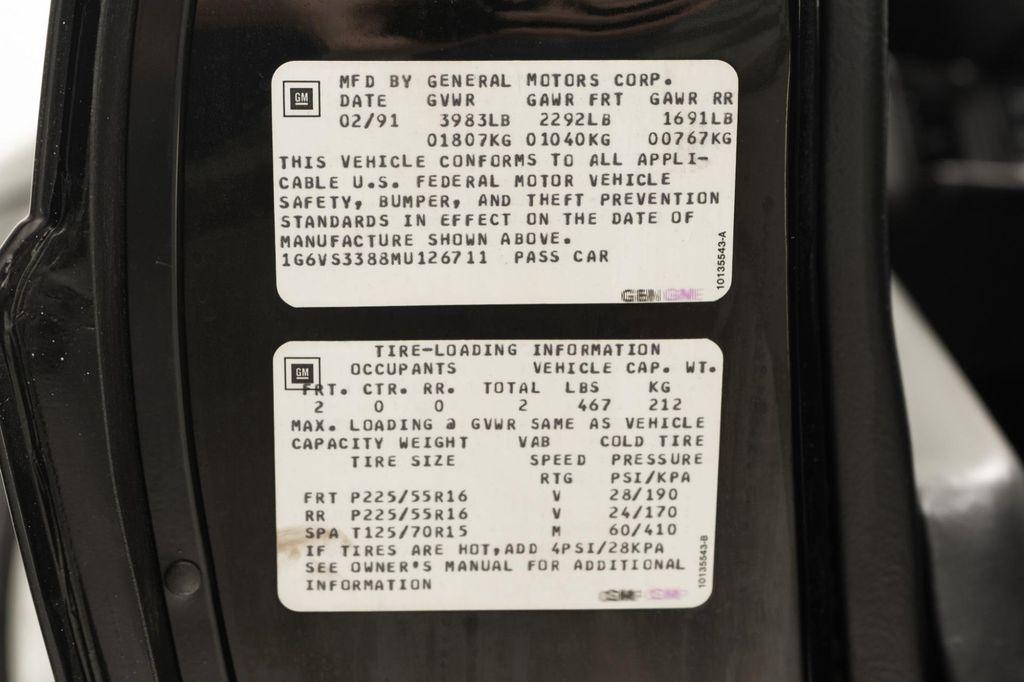 GM
MFD BY GENERAL MOTORS CORP.
DATE GVWR GAWR FRT GAWR RR
02/91 3983LB 2292LB 1691LB
01807KG 01040KG 00767KG
THIS VEHICLE CONFORMS TO ALL APPLI-
CABLE U.S. FEDERAL MOTOR VEHICLE
SAFETY, BUMPER, AND THEFT PREVENTION
STANDARDS IN EFFECT ON THE DATE OF
MANUFACTURE SHOWN ABOVE.
1G6VS3388MU126711 PASS CAR
10135543-A
GM
TIRE-LOADING INFORMATION
OCCUPANTS VEHICLE CAP. WT.
FRT. CTR. RR. TOTAL LBS KG
2 0 0 2 467 212
MAX. LOADING @ GVWR SAME AS VEHICLE
CAPACITY WEIGHT VAB COLD TIRE
TIRE SIZE SPEED PRESSURE
RTG PSI/KPA
FRT P225/55R16 V 28/190
RR P225/55R16 V 24/170
SPA T125/70R15 M 60/410
IF TIRES ARE HOT,ADD 4PSI/28KPA
SEE OWNER'S MANUAL FOR ADDITIONAL
INFORMATION
10135543-B